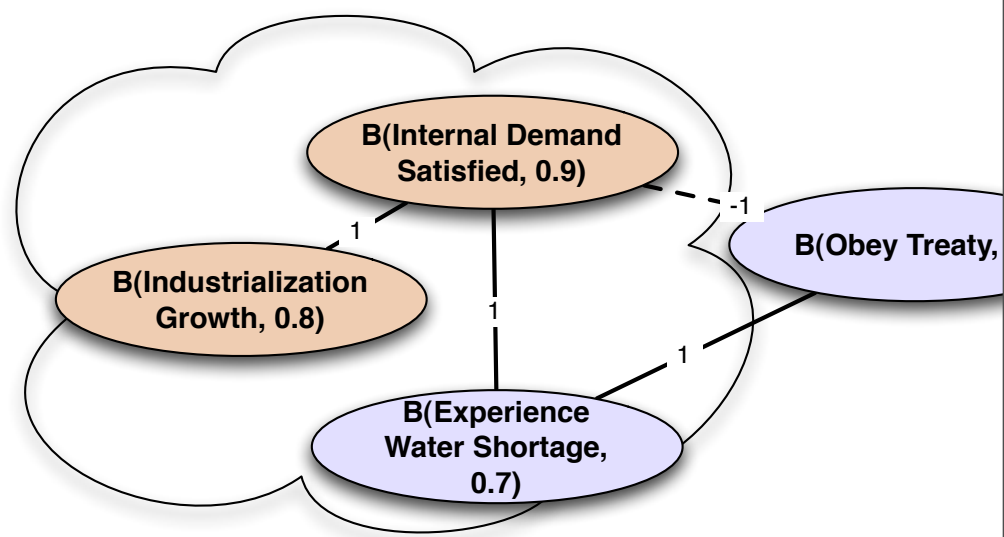 B(Internal Demand
Satisfied, 0.9)
-1
1
B(Obey Treaty,
B(Industrialization
Growth, 0.8)
1
1
B(Experience
Water Shortage,
0.7)